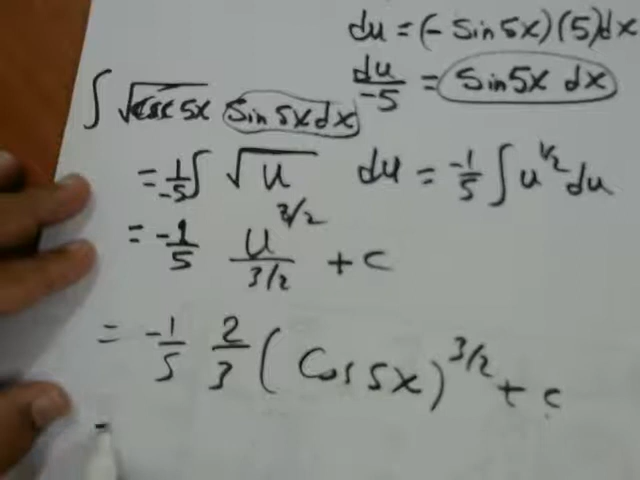 du = (- sin 5x)(5)dx
du/-5 = sin 5x dx
∫ √ 5x sin 5x dx
= 1/-5 ∫ √u du = -1/5 ∫ u^1/2 du
= -1/5 u^3/2 / 3/2 + c
= -1/5 2/3 ( Cos 5x)^3/2 + c
=